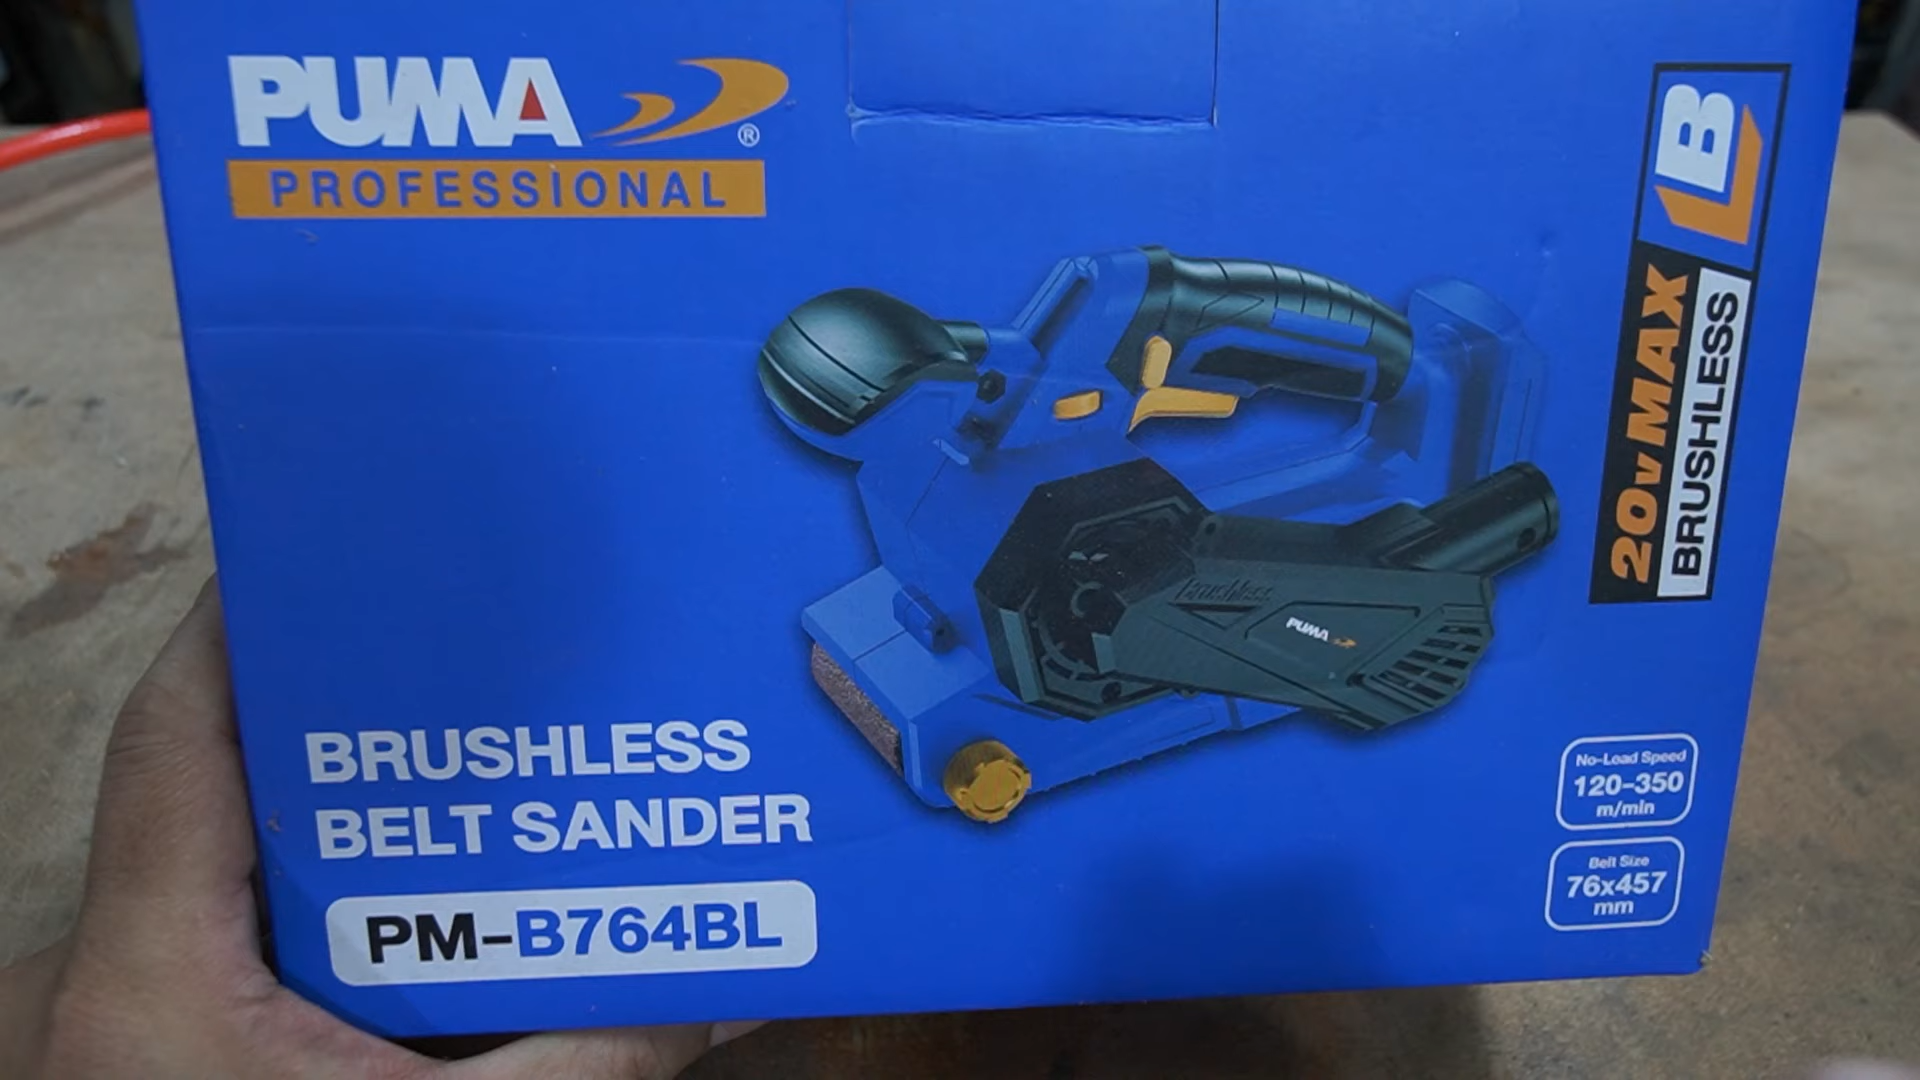 PUMA ®
PROFESSIONAL
B
20V MAX
BRUSHLESS
Brushless
PUMA
BRUSHLESS
BELT SANDER
PM-B764BL
No-Load Speed
120-350
m/min
Belt Size
76x457
mm